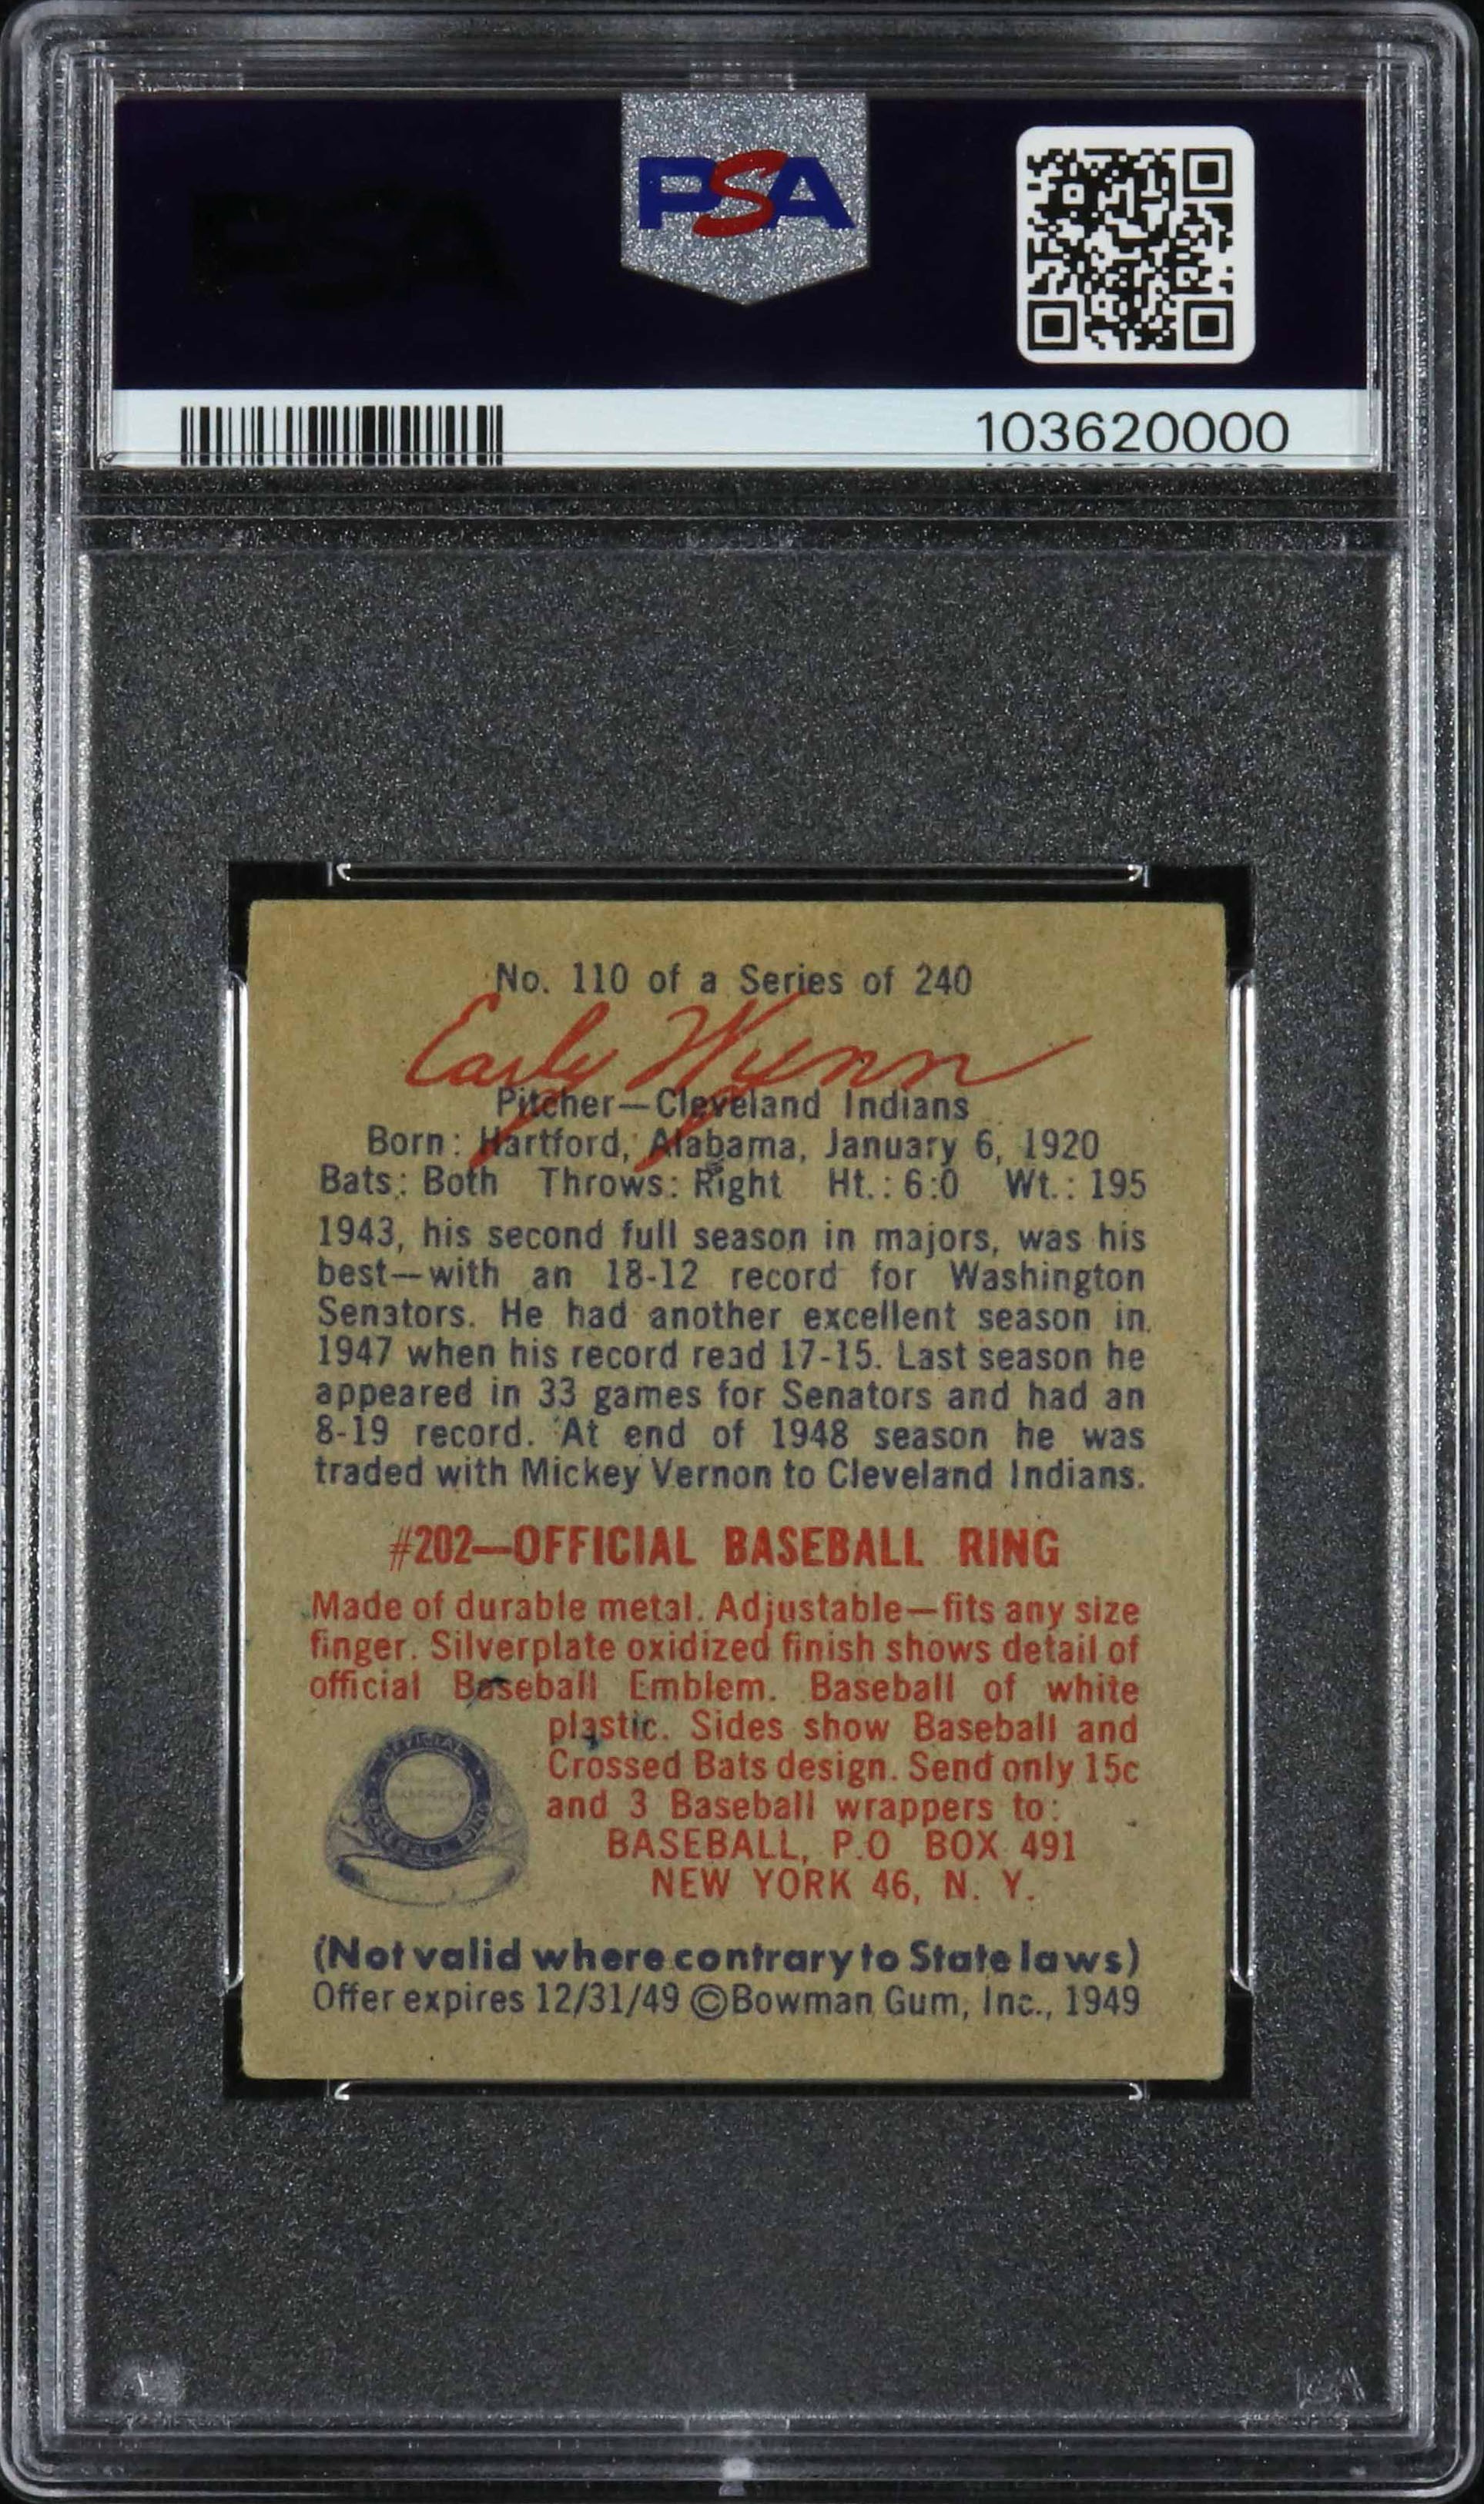 PSA
103620000
No. 110 of a Series of 240
Early Wynn
Pitcher—Cleveland Indians
Born: Hartford, Alabama, January 6, 1920
Bats: Both Throws: Right Ht.: 6:0 Wt.: 195
1943, his second full season in majors, was his
best—with an 18-12 record for Washington
Senators. He had another excellent season in
1947 when his record read 17-15. Last season he
appeared in 33 games for Senators and had an
8-19 record. At end of 1948 season he was
traded with Mickey Vernon to Cleveland Indians.
#202—OFFICIAL BASEBALL RING
Made of durable metal. Adjustable—fits any size
finger. Silverplate oxidized finish shows detail of
official Baseball Emblem. Baseball of white
plastic. Sides show Baseball and
Crossed Bats design. Send only 15c
and 3 Baseball wrappers to:
BASEBALL, P.O BOX 491
NEW YORK 46, N. Y.
OFFICIAL
(Not valid where contrary to State laws)
Offer expires 12/31/49 ©Bowman Gum, Inc., 1949